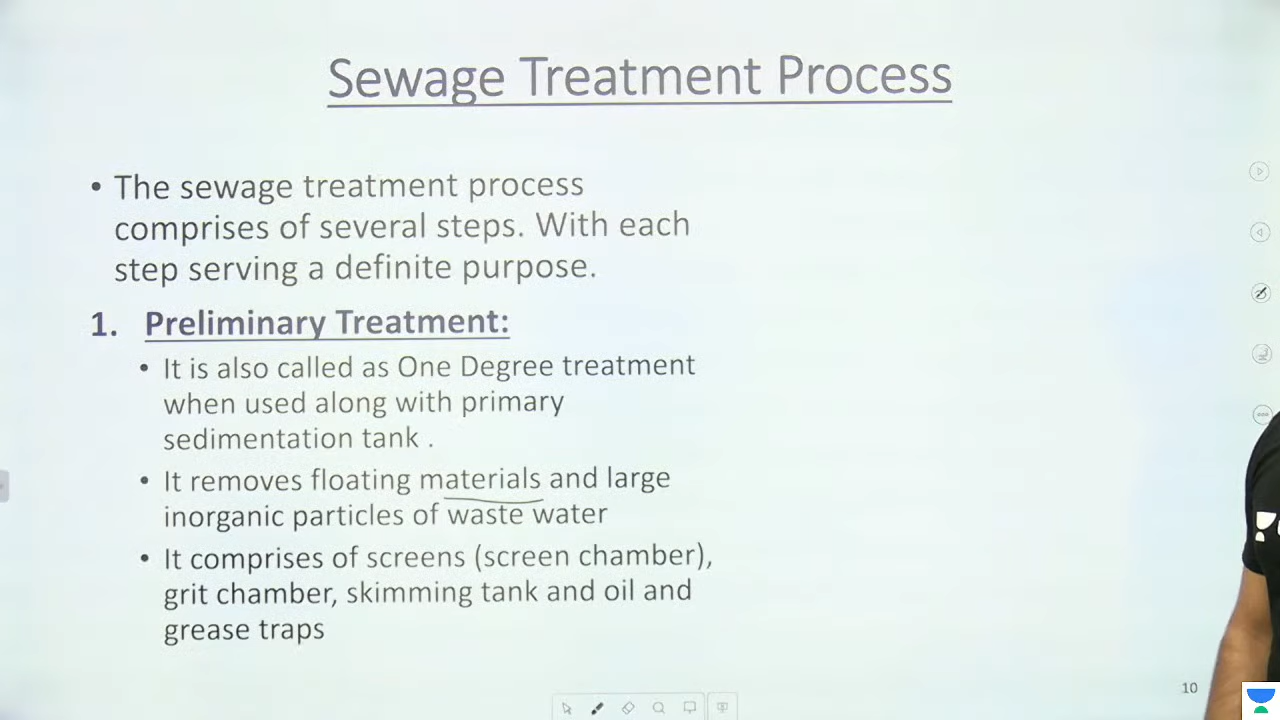 Sewage Treatment Process
• The sewage treatment process
comprises of several steps. With each
step serving a definite purpose.
1. Preliminary Treatment:
• It is also called as One Degree treatment
when used along with primary
sedimentation tank .
• It removes floating materials and large
inorganic particles of waste water
• It comprises of screens (screen chamber),
grit chamber, skimming tank and oil and
grease traps
10